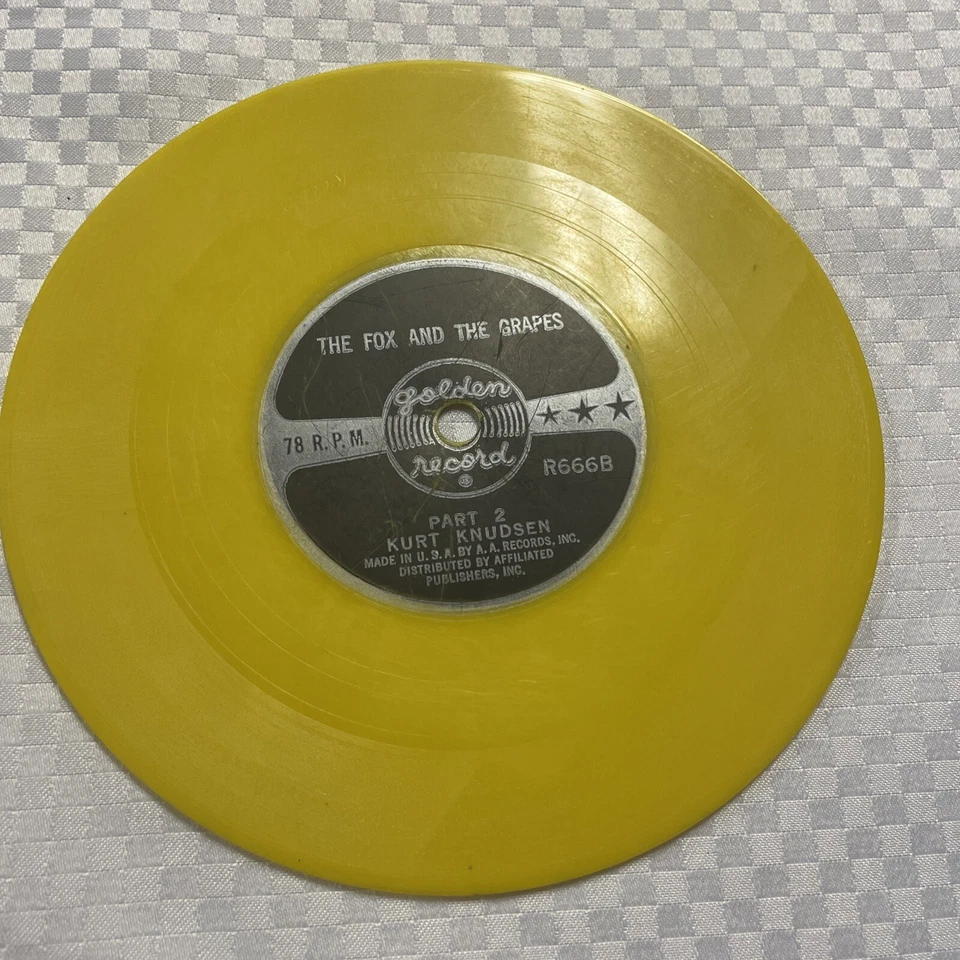 THE FOX AND THE GRAPES
golden
78 R.P.M.
record
R666B
PART 2
KURT KNUDSEN
MADE IN U.S.A. BY A.A. RECORDS, INC.
DISTRIBUTED BY AFFILIATED
PUBLISHERS, INC.